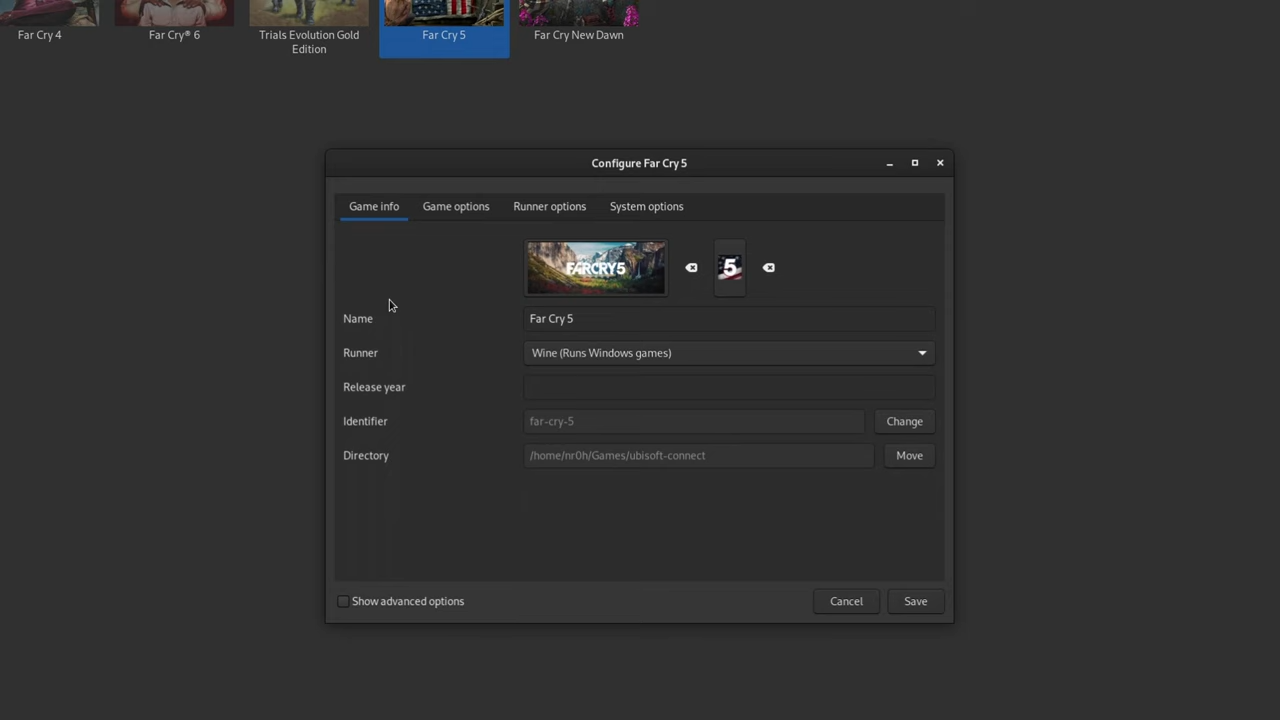 Far Cry 4
Far Cry® 6
Trials Evolution Gold
Edition
Far Cry 5
Far Cry New Dawn
Configure Far Cry 5
Game info
Game options
Runner options
System options
FARCRY5
5
Name
Far Cry 5
Runner
Wine (Runs Windows games)
Release year
Identifier
far-cry-5
Change
Directory
/home/nr0h/Games/ubisoft-connect
Move
Show advanced options
Cancel
Save